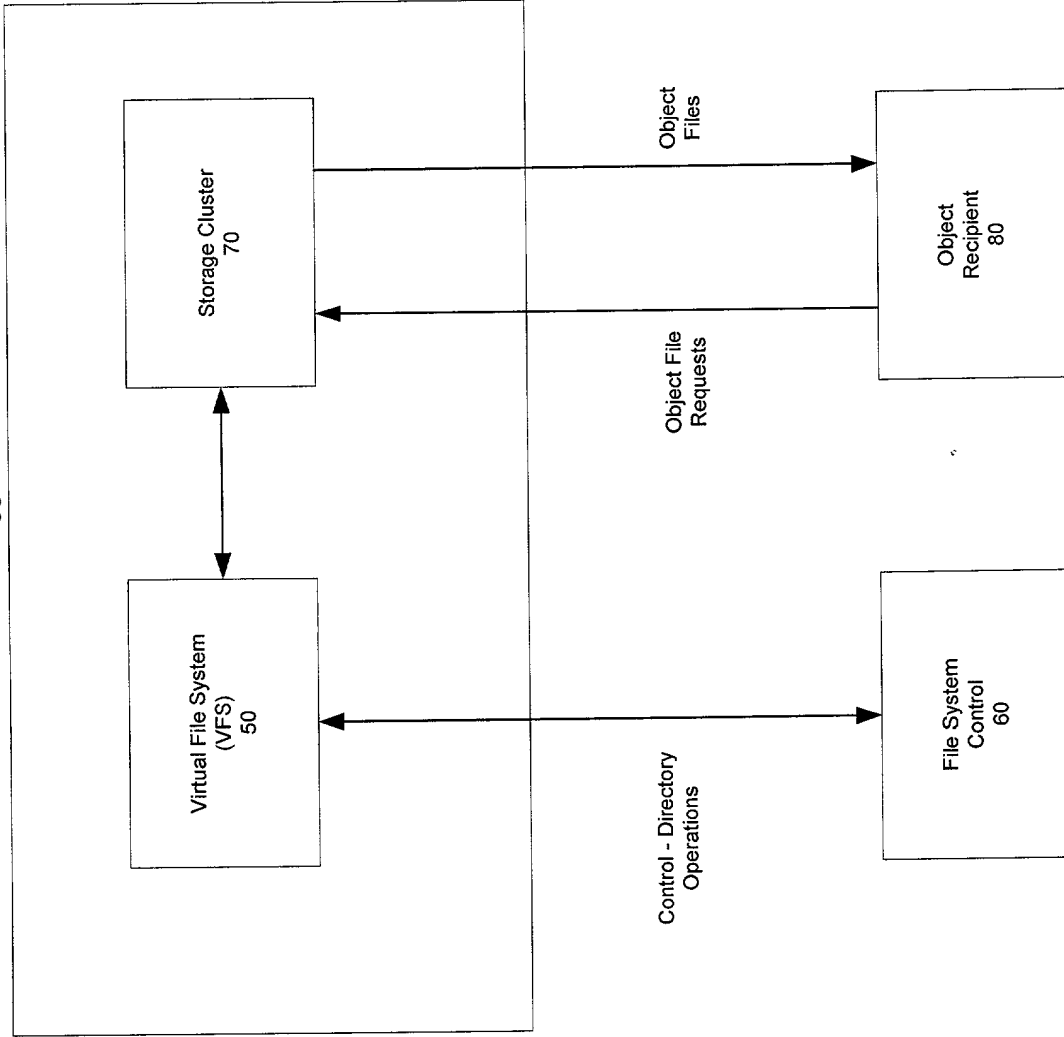 Virtual File System
(VFS)
50
Storage Cluster
70
Control - Directory
Operations
Object File
Requests
Object
Files
File System
Control
60
Object
Recipient
80